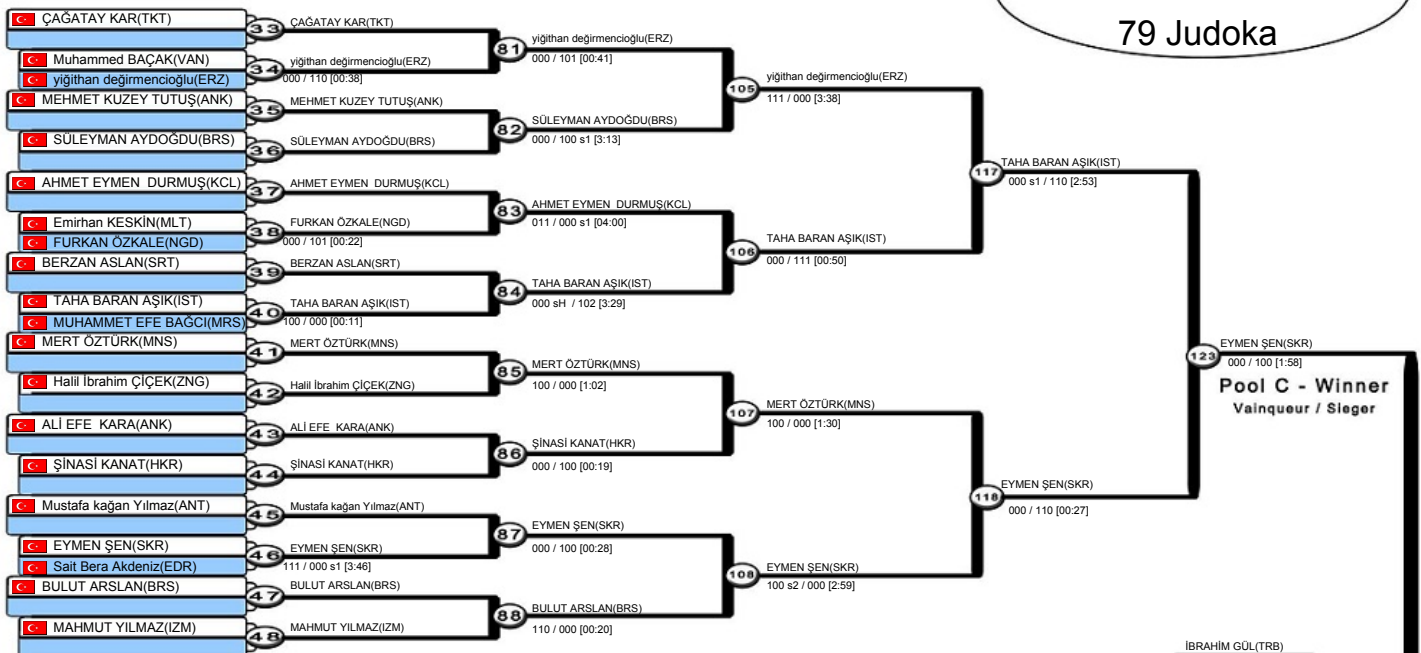 79 Judoka
ÇAĞATAY KAR(TKT)
Muhammed BAÇAK(VAN)
yiğithan değirmencioğlu(ERZ)
MEHMET KUZEY TUTUŞ(ANK)
SÜLEYMAN AYDOĞDU(BRS)
AHMET EYMEN  DURMUŞ(KCL)
Emirhan KESKİN(MLT)
FURKAN ÖZKALE(NGD)
BERZAN ASLAN(SRT)
TAHA BARAN AŞIK(IST)
MUHAMMET EFE BAĞCI(MRS)
MERT ÖZTÜRK(MNS)
Halil İbrahim ÇİÇEK(ZNG)
ALİ EFE  KARA(ANK)
ŞİNASİ KANAT(HKR)
Mustafa kağan Yılmaz(ANT)
EYMEN ŞEN(SKR)
Sait Bera Akdeniz(EDR)
BULUT ARSLAN(BRS)
MAHMUT YILMAZ(IZM)
33
ÇAĞATAY KAR(TKT)
34
yiğithan değirmencioğlu(ERZ)
000 / 110 [00:38]
35
MEHMET KUZEY TUTUŞ(ANK)
36
SÜLEYMAN AYDOĞDU(BRS)
37
AHMET EYMEN  DURMUŞ(KCL)
38
FURKAN ÖZKALE(NGD)
000 / 101 [00:22]
39
BERZAN ASLAN(SRT)
40
TAHA BARAN AŞIK(IST)
100 / 000 [00:11]
41
MERT ÖZTÜRK(MNS)
42
Halil İbrahim ÇİÇEK(ZNG)
43
ALİ EFE  KARA(ANK)
44
ŞİNASİ KANAT(HKR)
45
Mustafa kağan Yılmaz(ANT)
46
EYMEN ŞEN(SKR)
111 / 000 s1 [3:46]
47
BULUT ARSLAN(BRS)
48
MAHMUT YILMAZ(IZM)
81
yiğithan değirmencioğlu(ERZ)
000 / 101 [00:41]
82
SÜLEYMAN AYDOĞDU(BRS)
000 / 100 s1 [3:13]
83
AHMET EYMEN  DURMUŞ(KCL)
011 / 000 s1 [04:00]
84
TAHA BARAN AŞIK(IST)
000 sH  / 102 [3:29]
85
MERT ÖZTÜRK(MNS)
100 / 000 [1:02]
86
ŞİNASİ KANAT(HKR)
000 / 100 [00:19]
87
EYMEN ŞEN(SKR)
000 / 100 [00:28]
88
BULUT ARSLAN(BRS)
110 / 000 [00:20]
105
yiğithan değirmencioğlu(ERZ)
111 / 000 [3:38]
106
TAHA BARAN AŞIK(IST)
000 / 111 [00:50]
107
MERT ÖZTÜRK(MNS)
100 / 000 [1:30]
108
EYMEN ŞEN(SKR)
100 s2 / 000 [2:59]
117
TAHA BARAN AŞIK(IST)
000 s1 / 110 [2:53]
118
EYMEN ŞEN(SKR)
000 / 110 [00:27]
123
EYMEN ŞEN(SKR)
000 / 100 [1:58]
Pool C - Winner
Vainqueur / Sieger
İBRAHİM GÜL(TRB)